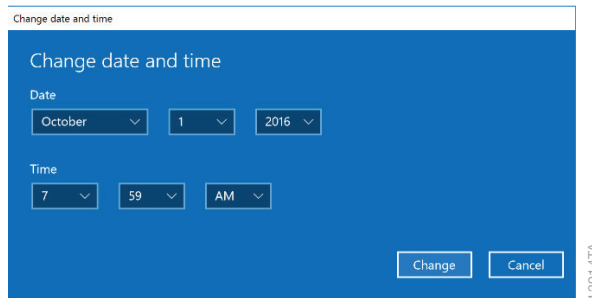 Change date and time
Change date and time
Date
October 1 2016
Time
7 59 AM
Change Cancel